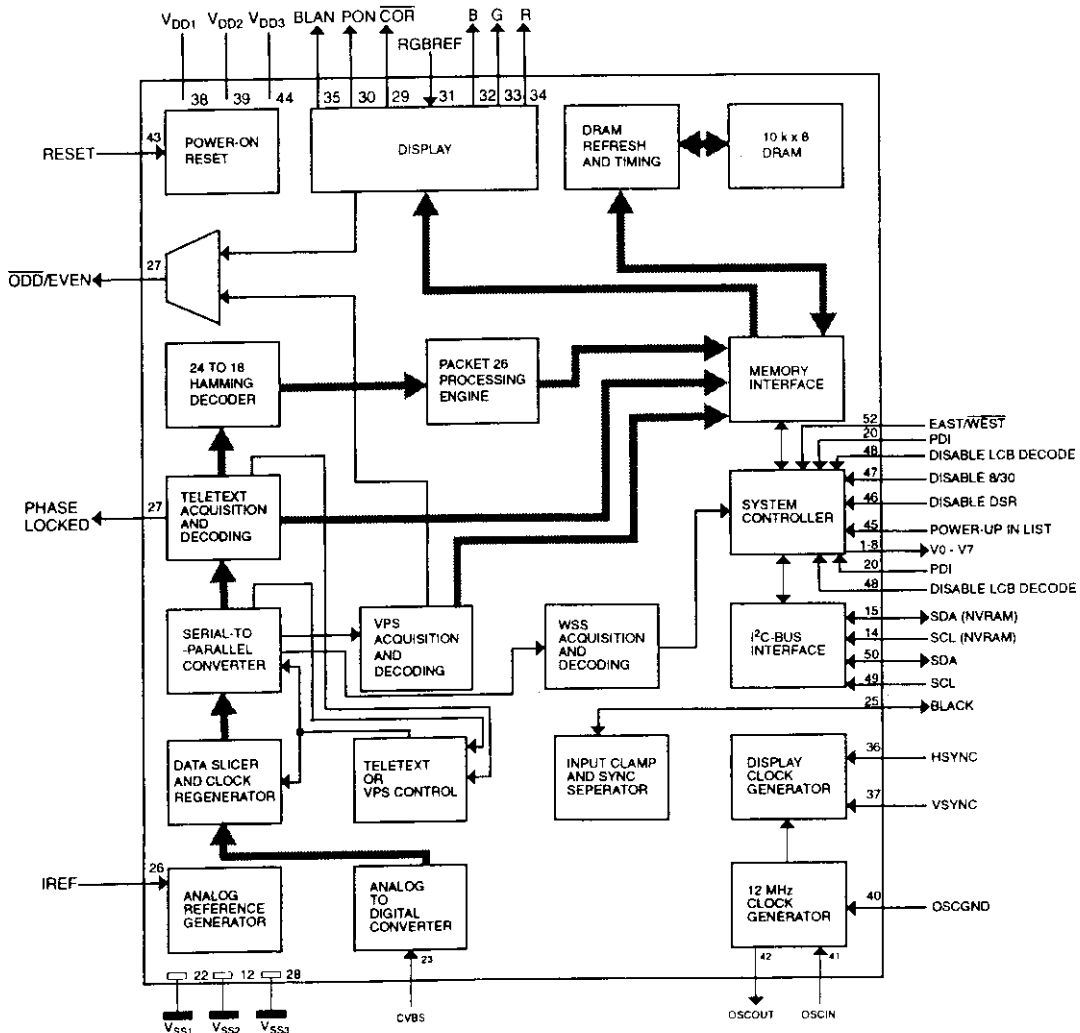 VDD1 VDD2 VDD3 BLAN PON COR B G R
RGBREF
38 39 44 35 30 29 31 32 33 34
43
RESET
POWER-ON
RESET
DISPLAY
DRAM
REFRESH
AND TIMING
10 k x 8
DRAM
27
ODD/EVEN
24 TO 18
HAMMING
DECODER
PACKET 26
PROCESSING
ENGINE
MEMORY
INTERFACE
52 EAST/WEST
20 PDI
48 DISABLE LCB DECODE
47 DISABLE 8/30
46 DISABLE DSR
45 POWER-UP IN LIST
1-8 V0 - V7
20 PDI
48 DISABLE LCB DECODE
PHASE
LOCKED
27
TELETEXT
ACQUISITION
AND
DECODING
SYSTEM
CONTROLLER
SERIAL-TO
-PARALLEL
CONVERTER
VPS
ACQUISITION
AND
DECODING
WSS
ACQUISITION
AND
DECODING
I2C-BUS
INTERFACE
15 SDA (NVRAM)
14 SCL (NVRAM)
50 SDA
49 SCL
25 BLACK
DATA SLICER
AND CLOCK
REGENERATOR
TELETEXT
OR
VPS CONTROL
INPUT CLAMP
AND SYNC
SEPERATOR
DISPLAY
CLOCK
GENERATOR
36 HSYNC
37 VSYNC
26
IREF
ANALOG
REFERENCE
GENERATOR
ANALOG
TO
DIGITAL
CONVERTER
12 MHz
CLOCK
GENERATOR
40 OSCGND
22 12 28
23
42 41
VSS1 VSS2 VSS3
CVBS
OSCOUT OSCIN